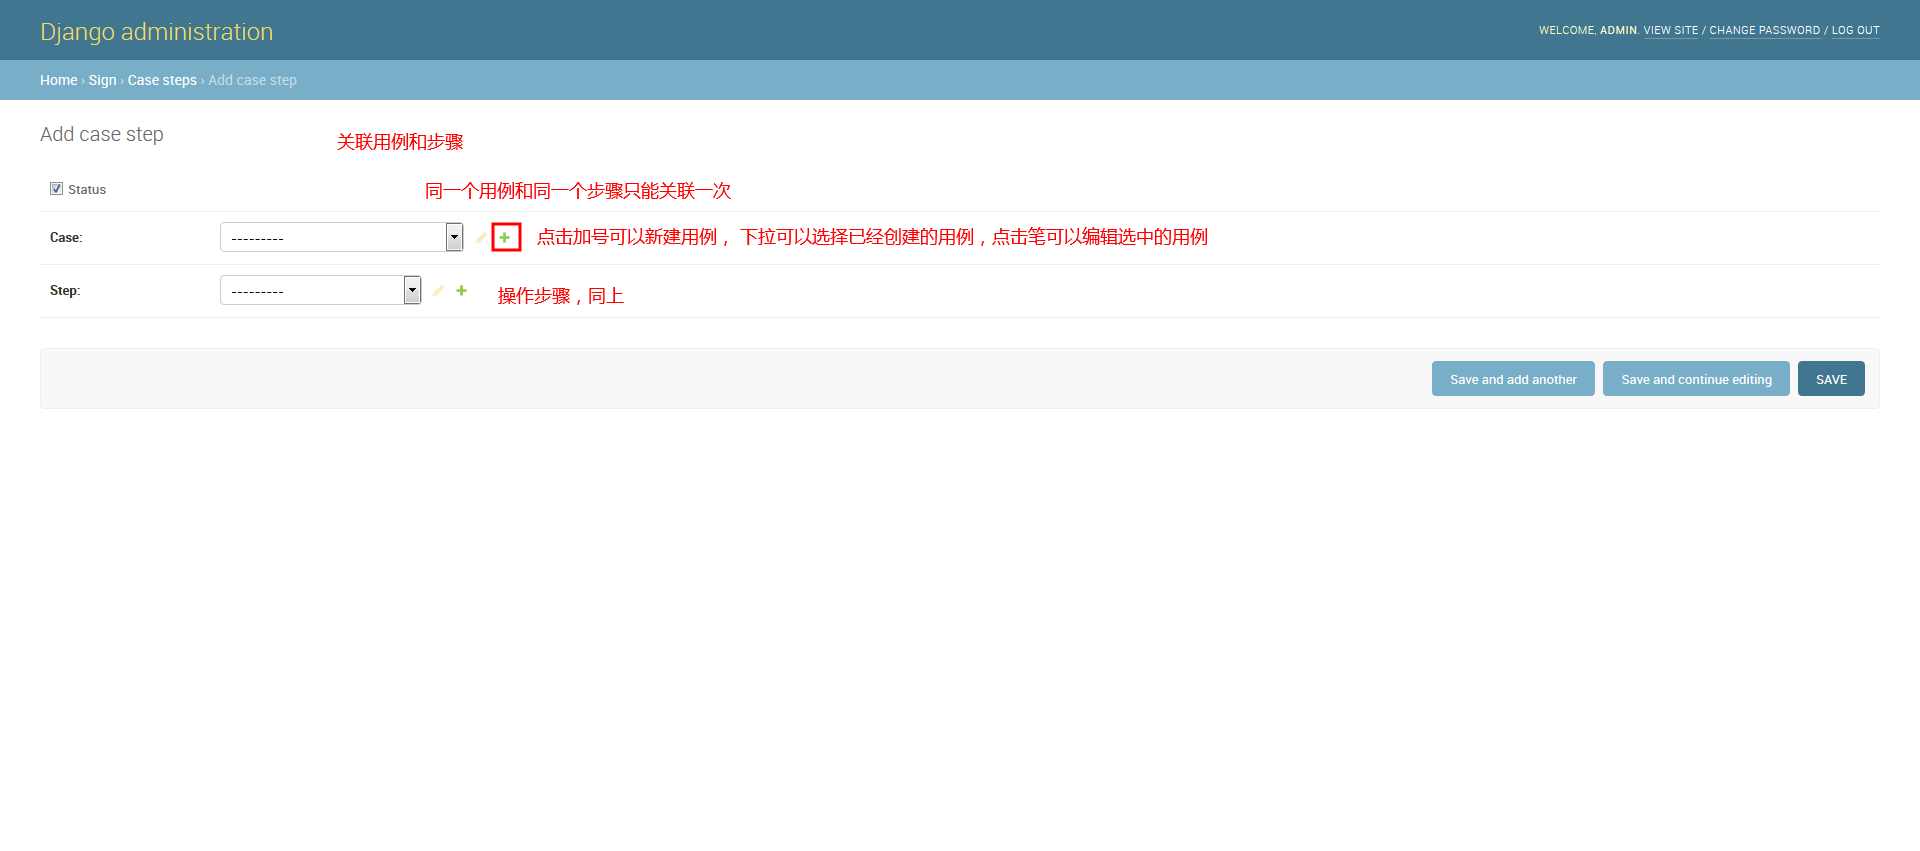 Django administration
WELCOME, ADMIN. VIEW SITE / CHANGE PASSWORD / LOG OUT
Home › Sign › Case steps › Add case step
Add case step
关联用例和步骤
Status
同一个用例和同一个步骤只能关联一次
Case:
---------
点击加号可以新建用例，下拉可以选择已经创建的用例，点击笔可以编辑选中的用例
Step:
---------
操作步骤，同上
Save and add another
Save and continue editing
SAVE